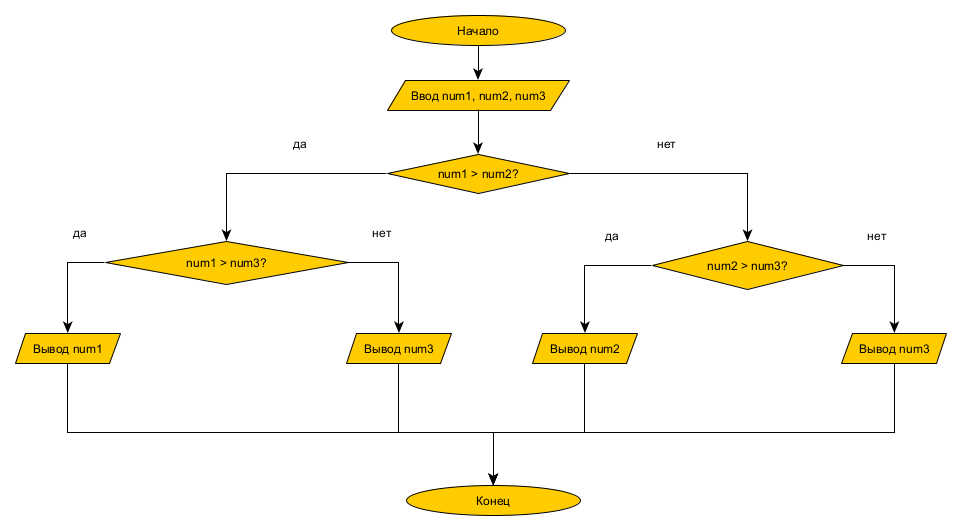 Начало
Ввод num1, num2, num3
да
нет
num1 > num2?
да
нет
да
нет
num1 > num3?
num2 > num3?
Вывод num1
Вывод num3
Вывод num2
Вывод num3
Конец